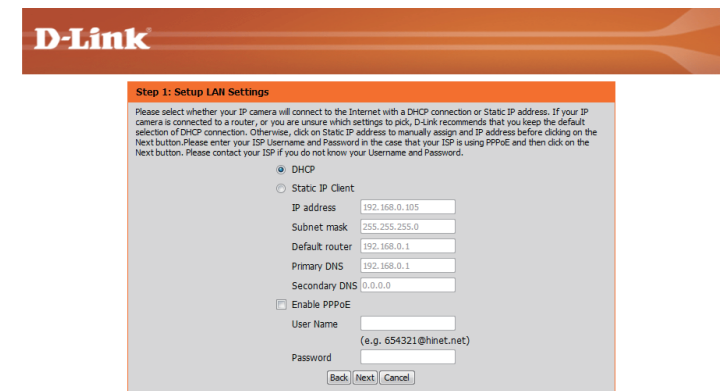 D-Link
Step 1: Setup LAN Settings
Please select whether your IP camera will connect to the Internet with a DHCP connection or Static IP address. If your IP
camera is connected to a router, or you are unsure which settings to pick, D-Link recommends that you keep the default
selection of DHCP connection. Otherwise, click on Static IP address to manually assign and IP address before clicking on the
Next button.Please enter your ISP Username and Password in the case that your ISP is using PPPoE and then click on the
Next button. Please contact your ISP if you do not know your Username and Password.
DHCP
Static IP Client
IP address 192.168.0.105
Subnet mask 255.255.255.0
Default router 192.168.0.1
Primary DNS 192.168.0.1
Secondary DNS 0.0.0.0
Enable PPPoE
User Name
(e.g. 654321@hinet.net)
Password
Back Next Cancel